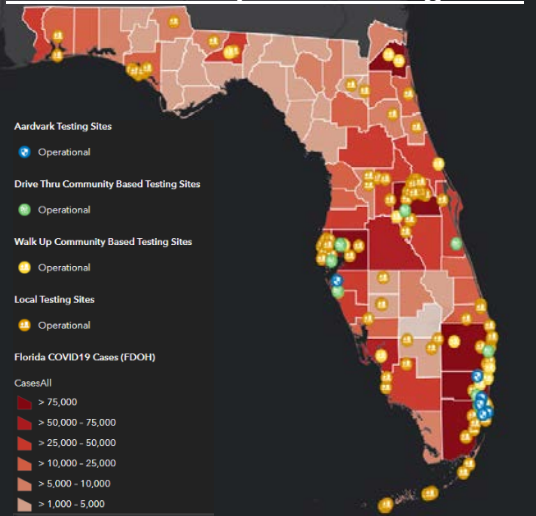 Aardvark Testing Sites
Operational
Drive Thru Community Based Testing Sites
Operational
Walk Up Community Based Testing Sites
Operational
Local Testing Sites
Operational
Florida COVID19 Cases (FDOH)
CasesAll
> 75,000
> 50,000 - 75,000
> 25,000 - 50,000
> 10,000 - 25,000
> 5,000 - 10,000
> 1,000 - 5,000